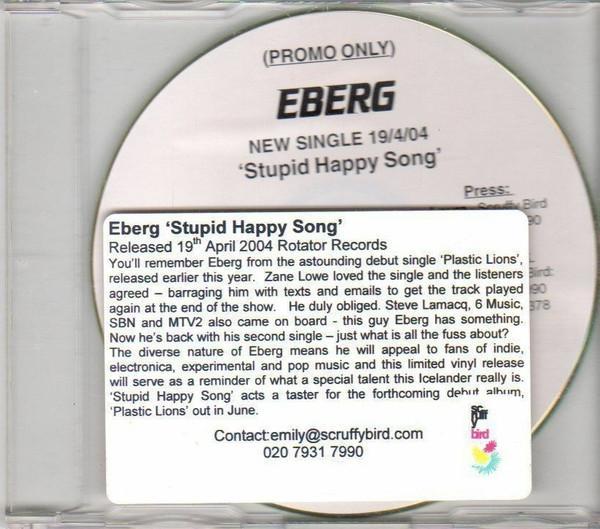 (PROMO ONLY)
EBERG
NEW SINGLE 19/4/04
'Stupid Happy Song'
Press:
Scruffy Bird
90
Bird:
990
378
Eberg 'Stupid Happy Song'
Released 19th April 2004 Rotator Records
You'll remember Eberg from the astounding debut single 'Plastic Lions',
released earlier this year. Zane Lowe loved the single and the listeners
agreed – barraging him with texts and emails to get the track played
again at the end of the show. He duly obliged. Steve Lamacq, 6 Music,
SBN and MTV2 also came on board - this guy Eberg has something.
Now he's back with his second single – just what is all the fuss about?
The diverse nature of Eberg means he will appeal to fans of indie,
electronica, experimental and pop music and this limited vinyl release
will serve as a reminder of what a special talent this Icelander really is.
'Stupid Happy Song' acts a taster for the forthcoming debut album,
'Plastic Lions' out in June.
Contact:emily@scruffybird.com
020 7931 7990
scruffy
bird